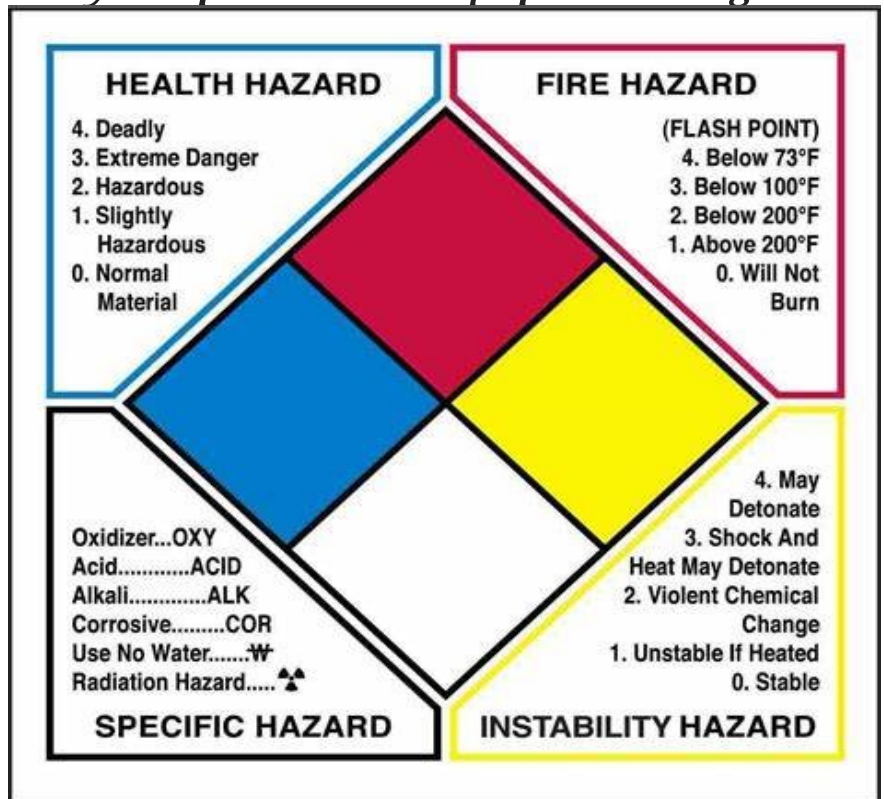 HEALTH HAZARD
4. Deadly
3. Extreme Danger
2. Hazardous
1. Slightly
Hazardous
0. Normal
Material
FIRE HAZARD
(FLASH POINT)
4. Below 73°F
3. Below 100°F
2. Below 200°F
1. Above 200°F
0. Will Not
Burn
Oxidizer...OXY
Acid............ACID
Alkali.............ALK
Corrosive.........COR
Use No Water.......W̶
Radiation Hazard.....
SPECIFIC HAZARD
4. May
Detonate
3. Shock And
Heat May Detonate
2. Violent Chemical
Change
1. Unstable If Heated
0. Stable
INSTABILITY HAZARD